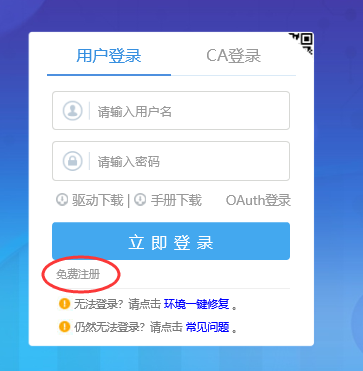 用户登录 CA登录
请输入用户名
请输入密码
驱动下载 | 手册下载 OAuth登录
立即登录
免费注册
无法登录？请点击 环境一键修复 。
仍然无法登录？请点击 常见问题 。